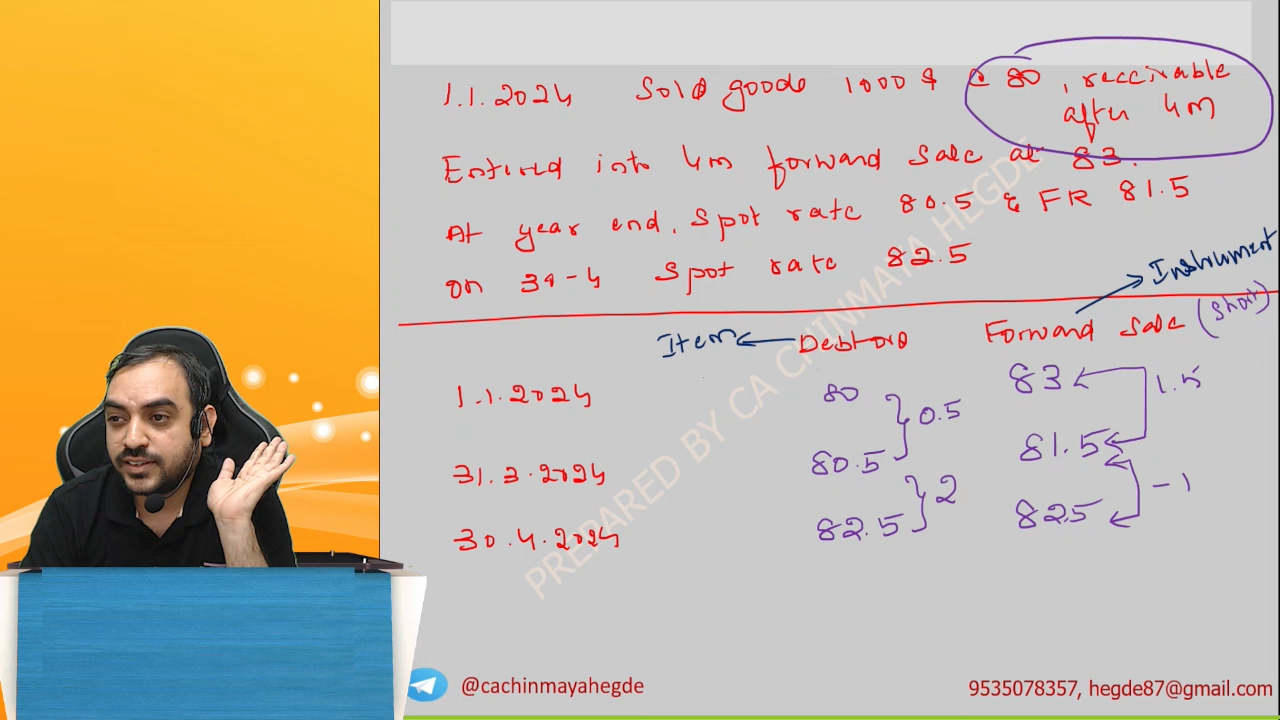 1.1.2024 Sold goods 1000 $ @ 80, receivable
after 4m
Entered into 4m forward sale at 83.
At year end, spot rate 80.5 & FR 81.5
On 30-4 spot rate 82.5
Instrument
Item Debtors Forward sale (short)
1.1.2024 80 83
0.5 1.5
31.3.2024 80.5 81.5
2 -1
30.4.2024 82.5 82.5
PREPARED BY CA CHINMAYA HEGDE
@cachinmayahegde 9535078357, hegde87@gmail.com